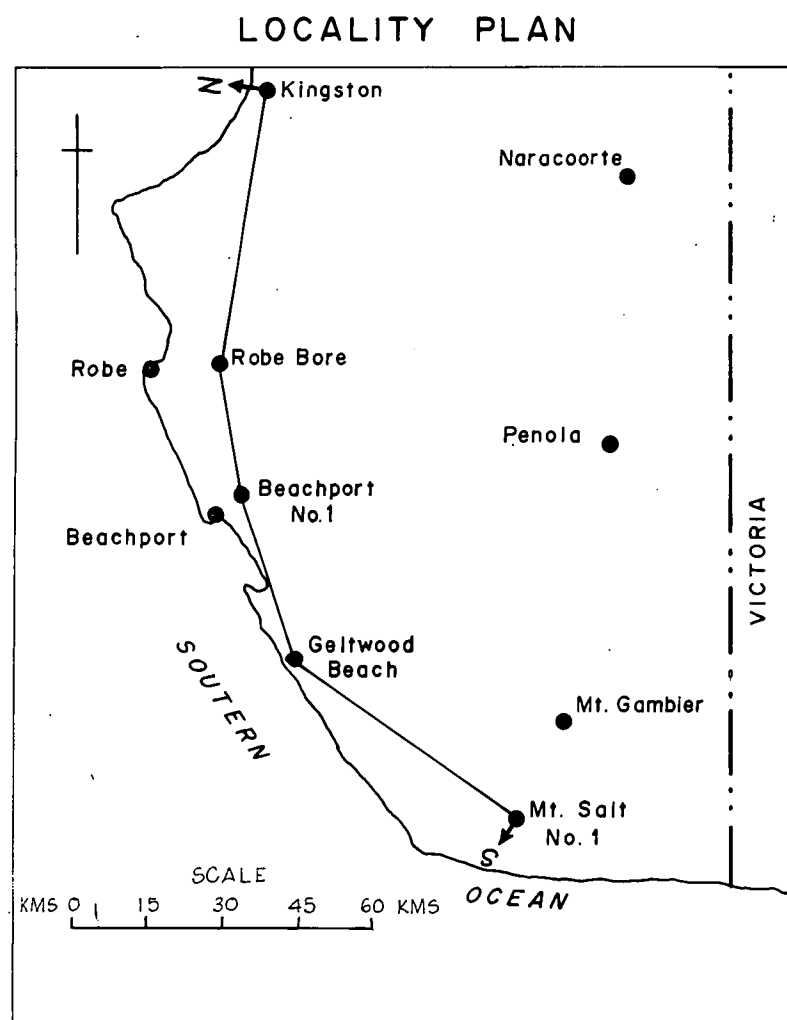 LOCALITY PLAN
N
Kingston
Naracoorte
Robe
Robe Bore
Penola
Beachport
No.1
Beachport
VICTORIA
Geltwood
Beach
SOUTERN
Mt. Gambier
Mt. Salt
No. 1
S
OCEAN
SCALE
KMS 0 15 30 45 60 KMS